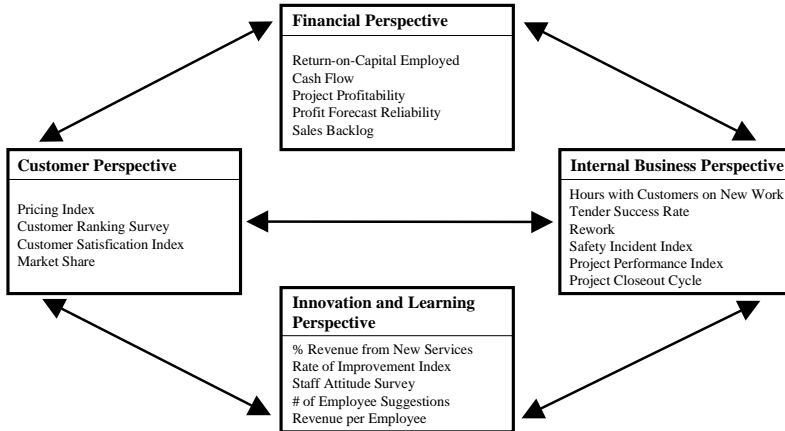 Financial Perspective
Return-on-Capital Employed
Cash Flow
Project Profitability
Profit Forecast Reliability
Sales Backlog
Customer Perspective
Pricing Index
Customer Ranking Survey
Customer Satisfication Index
Market Share
Internal Business Perspective
Hours with Customers on New Work
Tender Success Rate
Rework
Safety Incident Index
Project Performance Index
Project Closeout Cycle
Innovation and Learning
Perspective
% Revenue from New Services
Rate of Improvement Index
Staff Attitude Survey
# of Employee Suggestions
Revenue per Employee